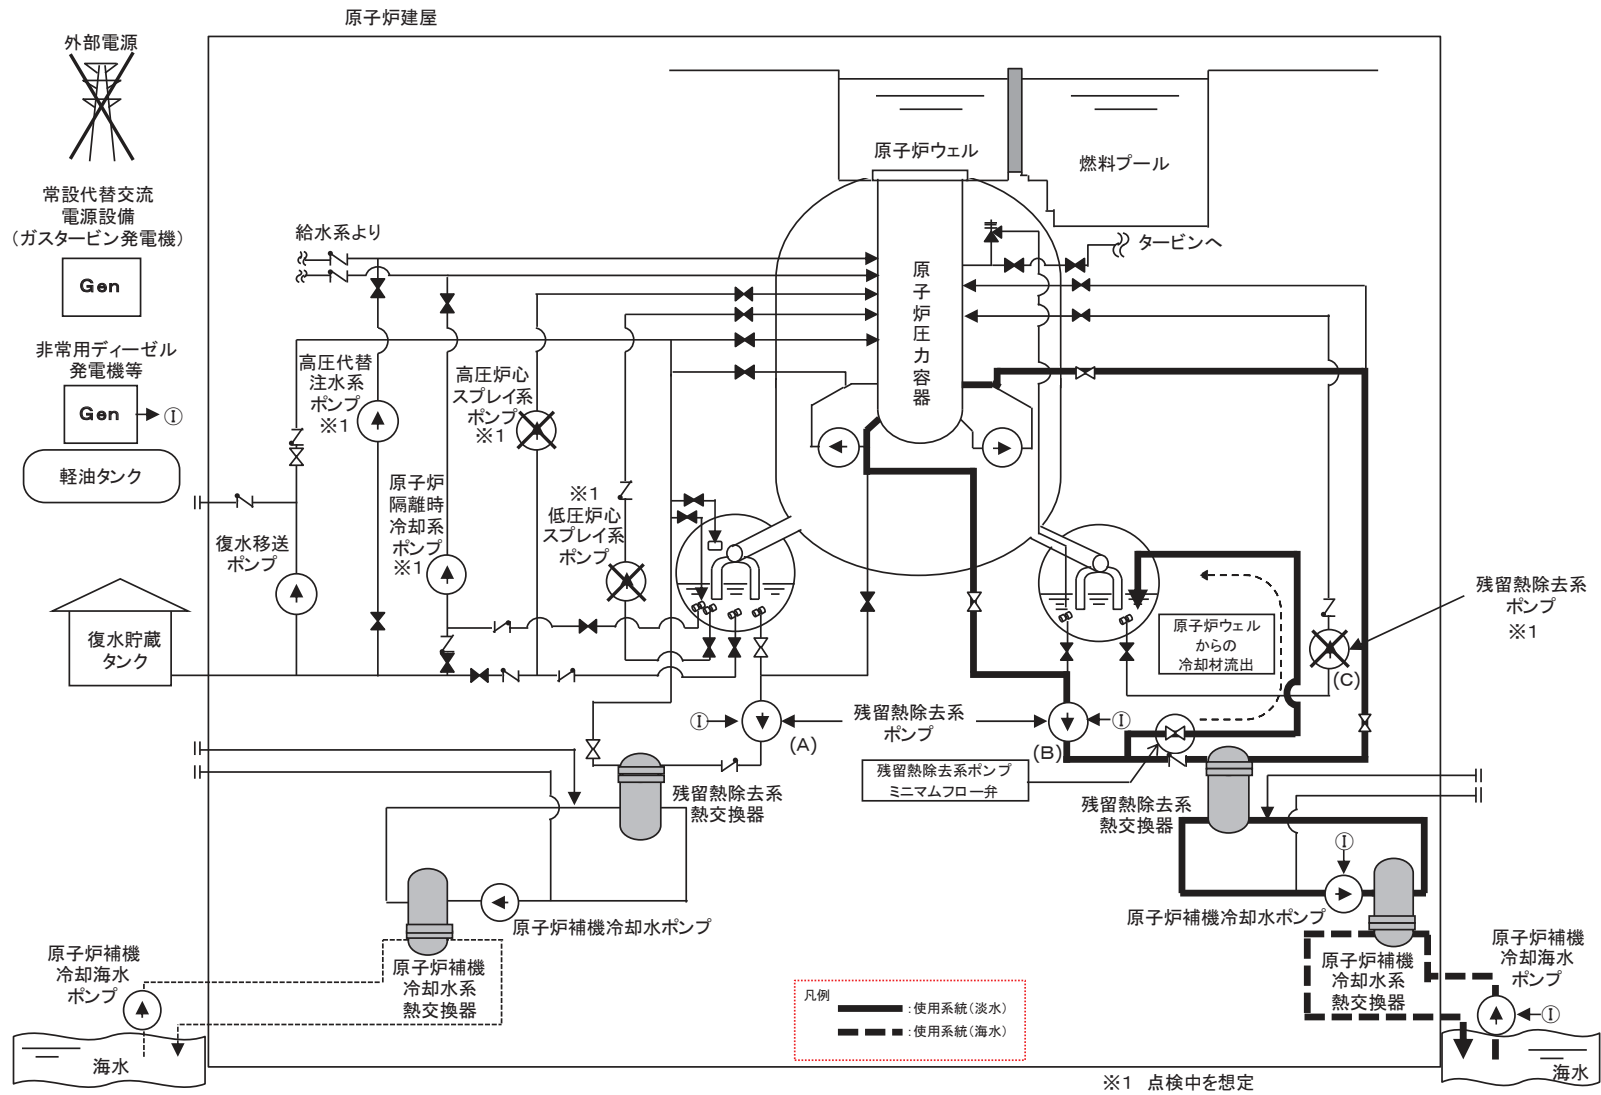 原子炉建屋
外部電源
常設代替交流
電源設備
(ガスタービン発電機)
Gen
非常用ディーゼル
発電機等
Gen
Ⓘ
軽油タンク
原子炉ウェル
燃料プール
給水系より
タービンへ
原子炉圧力容器
高圧代替
注水系
ポンプ
※1
高圧炉心
スプレイ系
ポンプ
※1
原子炉
隔離時
冷却系
ポンプ
※1
※1
低圧炉心
スプレイ系
ポンプ
復水移送
ポンプ
復水貯蔵
タンク
残留熱除去系
ポンプ
※1
(C)
原子炉ウェル
からの
冷却材流出
Ⓘ
(A)
残留熱除去系
ポンプ
(B)
Ⓘ
残留熱除去系ポンプ
ミニマムフロー弁
残留熱除去系
熱交換器
残留熱除去系
熱交換器
Ⓘ
原子炉補機冷却水ポンプ
原子炉補機冷却水ポンプ
原子炉補機
冷却海水
ポンプ
原子炉補機
冷却水系
熱交換器
原子炉補機
冷却水系
熱交換器
原子炉補機
冷却海水
ポンプ
Ⓘ
凡例
:使用系統(淡水)
:使用系統(海水)
海水
海水
※1 点検中を想定